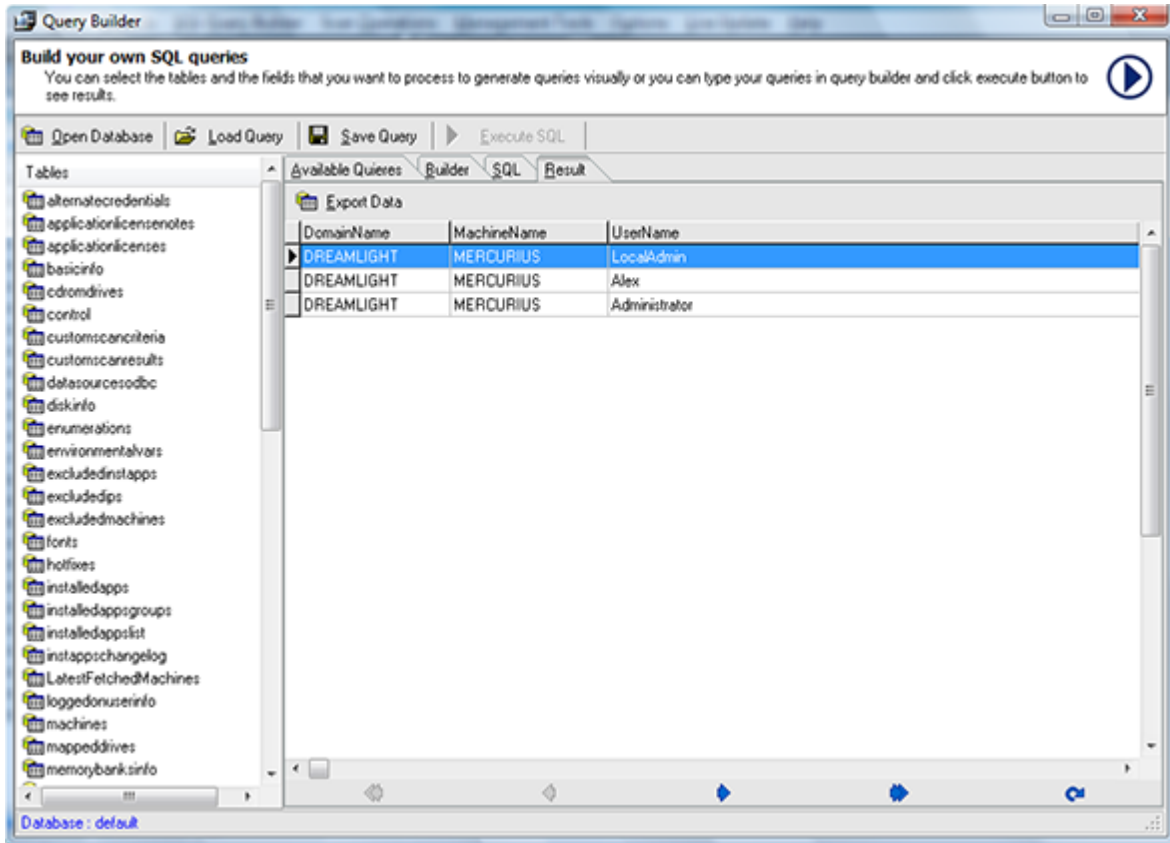 Query Builder
Build your own SQL queries
You can select the tables and the fields that you want to process to generate queries visually or you can type your queries in query builder and click execute button to
see results.
Open Database Load Query Save Query Execute SQL
Tables
alternatecredentials
applicationlicensenotes
applicationlicenses
basicinfo
cdromdrives
control
customscancriteria
customscanresults
datasourcesodbc
diskinfo
enumerations
environmentalvars
excludedinstapps
excludedips
excludedmachines
fonts
hotfixes
installedapps
installedappsgroups
installedappslist
instappschangelog
LatestFetchedMachines
loggedonuserinfo
machines
mappeddrives
memorybanksinfo
Available Quieres Builder SQL Result
Export Data
DomainName MachineName UserName
DREAMLIGHT MERCURIUS LocalAdmin
DREAMLIGHT MERCURIUS Alex
DREAMLIGHT MERCURIUS Administrator
Database : default